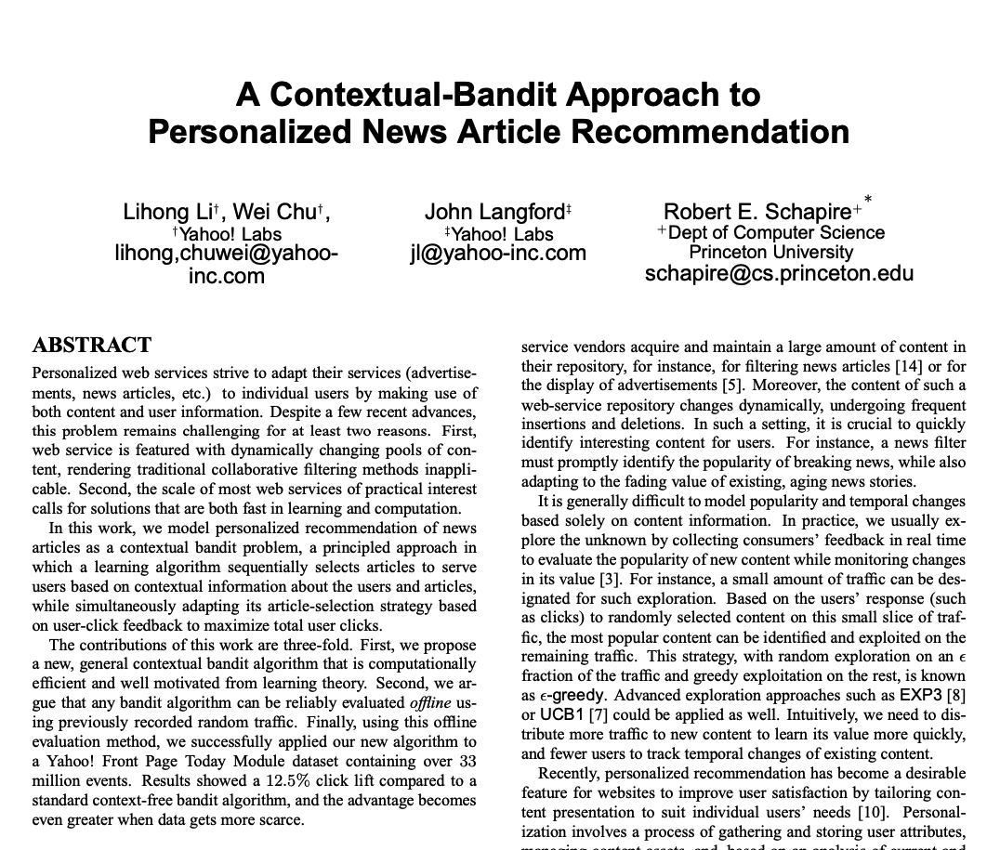 A Contextual-Bandit Approach to
Personalized News Article Recommendation
Lihong Li†, Wei Chu†,
†Yahoo! Labs
lihong,chuwei@yahoo-
inc.com
John Langford‡
‡Yahoo! Labs
jl@yahoo-inc.com
Robert E. Schapire+*
+Dept of Computer Science
Princeton University
schapire@cs.princeton.edu
ABSTRACT
Personalized web services strive to adapt their services (advertise-
ments, news articles, etc.) to individual users by making use of
both content and user information. Despite a few recent advances,
this problem remains challenging for at least two reasons. First,
web service is featured with dynamically changing pools of con-
tent, rendering traditional collaborative filtering methods inappli-
cable. Second, the scale of most web services of practical interest
calls for solutions that are both fast in learning and computation.
In this work, we model personalized recommendation of news
articles as a contextual bandit problem, a principled approach in
which a learning algorithm sequentially selects articles to serve
users based on contextual information about the users and articles,
while simultaneously adapting its article-selection strategy based
on user-click feedback to maximize total user clicks.
The contributions of this work are three-fold. First, we propose
a new, general contextual bandit algorithm that is computationally
efficient and well motivated from learning theory. Second, we ar-
gue that any bandit algorithm can be reliably evaluated offline us-
ing previously recorded random traffic. Finally, using this offline
evaluation method, we successfully applied our new algorithm to
a Yahoo! Front Page Today Module dataset containing over 33
million events. Results showed a 12.5% click lift compared to a
standard context-free bandit algorithm, and the advantage becomes
even greater when data gets more scarce.
service vendors acquire and maintain a large amount of content in
their repository, for instance, for filtering news articles [14] or for
the display of advertisements [5]. Moreover, the content of such a
web-service repository changes dynamically, undergoing frequent
insertions and deletions. In such a setting, it is crucial to quickly
identify interesting content for users. For instance, a news filter
must promptly identify the popularity of breaking news, while also
adapting to the fading value of existing, aging news stories.
It is generally difficult to model popularity and temporal changes
based solely on content information. In practice, we usually ex-
plore the unknown by collecting consumers’ feedback in real time
to evaluate the popularity of new content while monitoring changes
in its value [3]. For instance, a small amount of traffic can be des-
ignated for such exploration. Based on the users’ response (such
as clicks) to randomly selected content on this small slice of traf-
fic, the most popular content can be identified and exploited on the
remaining traffic. This strategy, with random exploration on an ϵ
fraction of the traffic and greedy exploitation on the rest, is known
as ϵ-greedy. Advanced exploration approaches such as EXP3 [8]
or UCB1 [7] could be applied as well. Intuitively, we need to dis-
tribute more traffic to new content to learn its value more quickly,
and fewer users to track temporal changes of existing content.
Recently, personalized recommendation has become a desirable
feature for websites to improve user satisfaction by tailoring con-
tent presentation to suit individual users’ needs [10]. Personal-
ization involves a process of gathering and storing user attributes,
managing content assets, and, based on an analysis of current and